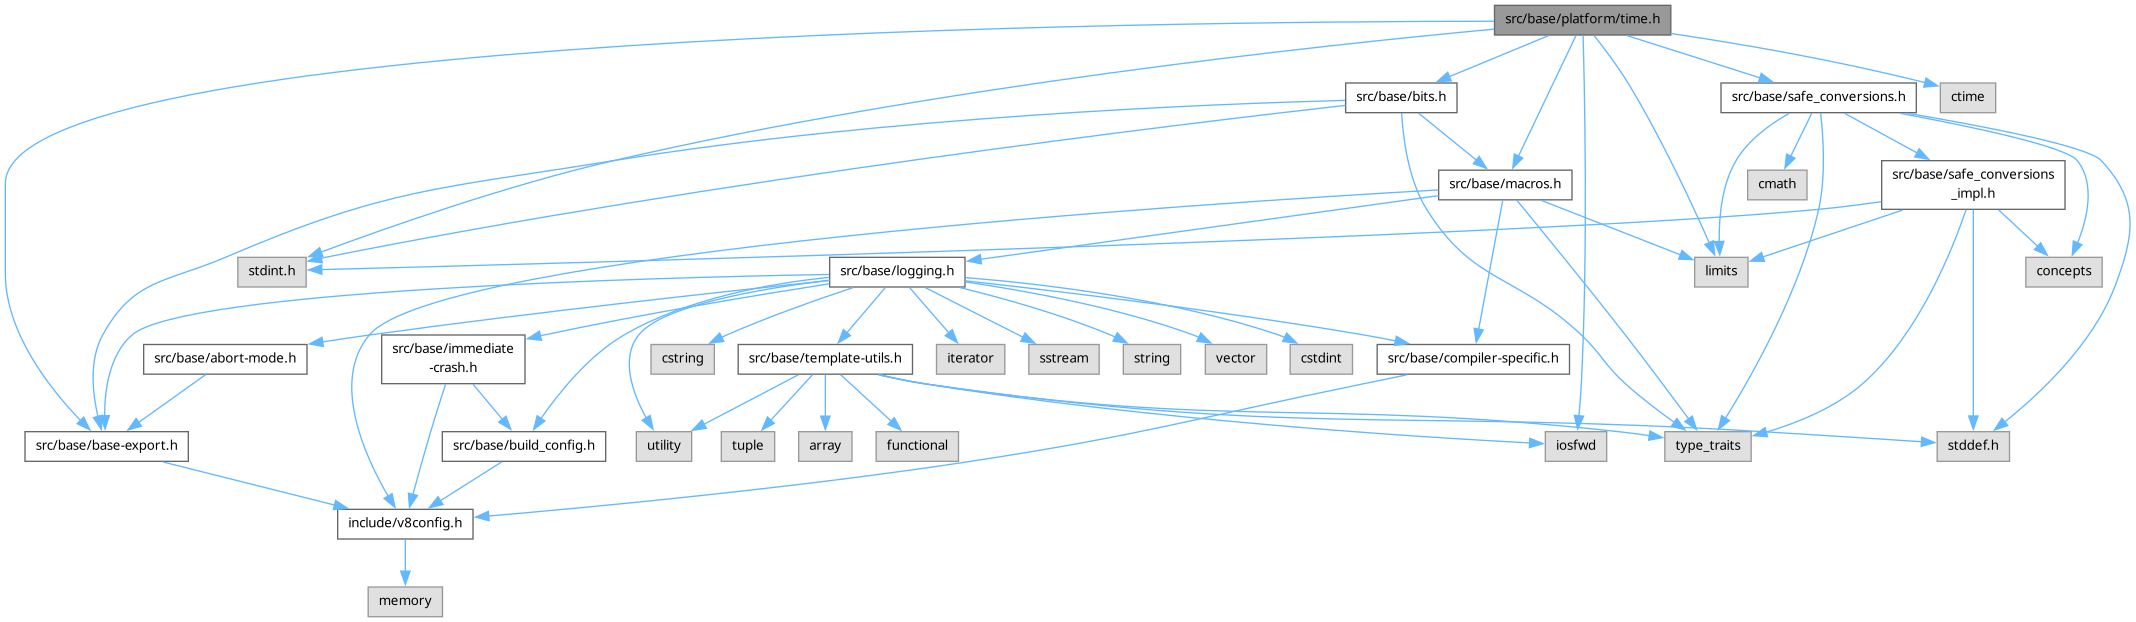 src/base/platform/time.h
src/base/bits.h
src/base/safe_conversions.h
ctime
src/base/macros.h
cmath
src/base/safe_conversions
_impl.h
stdint.h
src/base/logging.h
limits
concepts
src/base/abort-mode.h
src/base/immediate
-crash.h
cstring
src/base/template-utils.h
iterator
sstream
string
vector
cstdint
src/base/compiler-specific.h
src/base/base-export.h
src/base/build_config.h
utility
tuple
array
functional
iosfwd
type_traits
stddef.h
include/v8config.h
memory